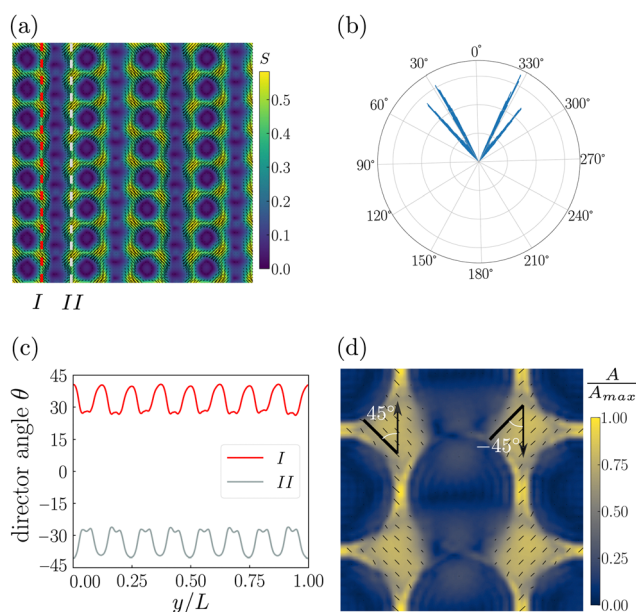 (a)
S
0.5
0.4
0.3
0.2
0.1
0.0
I II
(b)
0°
30° 330°
60° 300°
90° 270°
120° 240°
150° 210°
180°
(c)
director angle θ
45
30
15
0
−15
−30
−45
I
II
0.00 0.25 0.50 0.75 1.00
y/L
(d)
A
A_max
45°
−45°
1.00
0.75
0.50
0.25
0.00